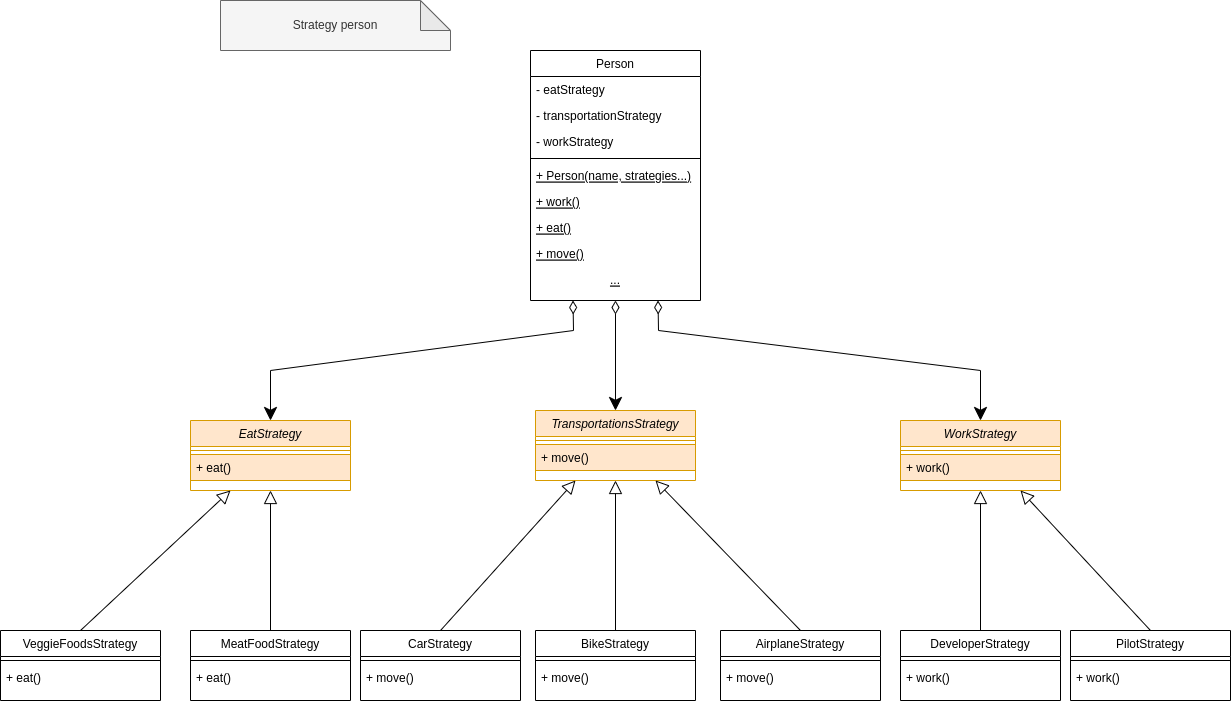 Strategy person
Person
- eatStrategy
- transportationStrategy
- workStrategy
+ Person(name, strategies...)
+ work()
+ eat()
+ move()
...
EatStrategy
+ eat()
TransportationsStrategy
+ move()
WorkStrategy
+ work()
VeggieFoodsStrategy
+ eat()
MeatFoodStrategy
+ eat()
CarStrategy
+ move()
BikeStrategy
+ move()
AirplaneStrategy
+ move()
DeveloperStrategy
+ work()
PilotStrategy
+ work()